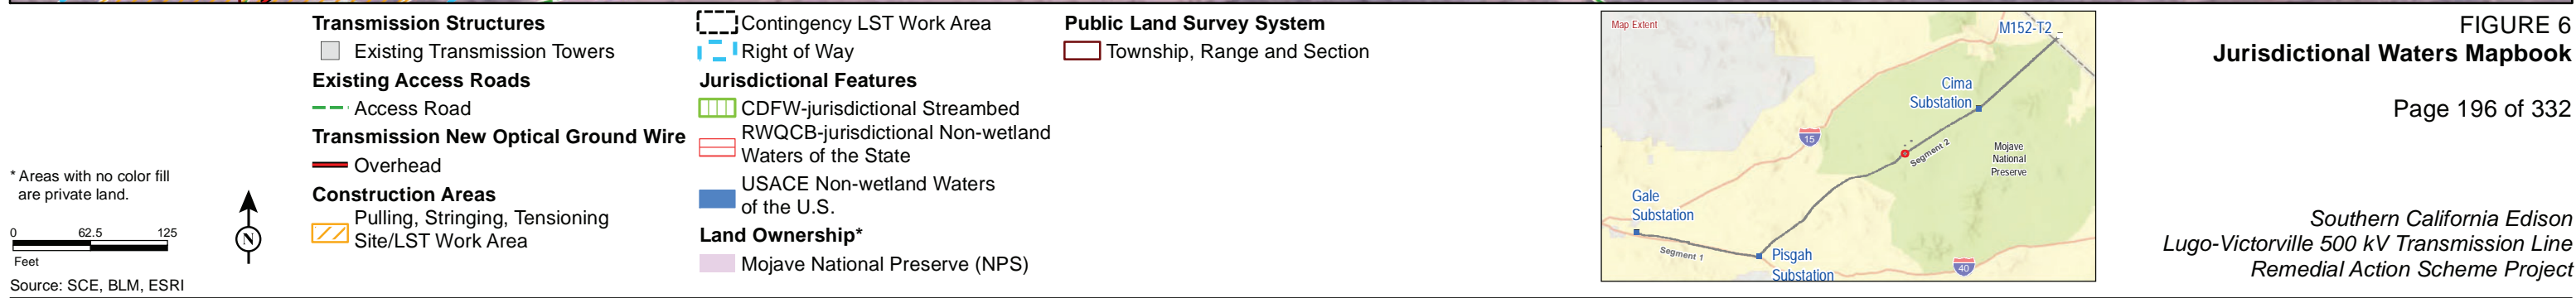 * Areas with no color fill
are private land.
0 62.5 125
Feet
Source: SCE, BLM, ESRI
N
Transmission Structures
Existing Transmission Towers
Existing Access Roads
Access Road
Transmission New Optical Ground Wire
Overhead
Construction Areas
Pulling, Stringing, Tensioning
Site/LST Work Area
Contingency LST Work Area
Right of Way
Jurisdictional Features
CDFW-jurisdictional Streambed
RWQCB-jurisdictional Non-wetland
Waters of the State
USACE Non-wetland Waters
of the U.S.
Land Ownership*
Mojave National Preserve (NPS)
Public Land Survey System
Township, Range and Section
Map Extent
M152-T2
Cima
Substation
15
Segment 2
Mojave
National
Preserve
Gale
Substation
Segment 1
Pisgah
Substation
40
FIGURE 6
Jurisdictional Waters Mapbook
Page 196 of 332
Southern California Edison
Lugo-Victorville 500 kV Transmission Line
Remedial Action Scheme Project